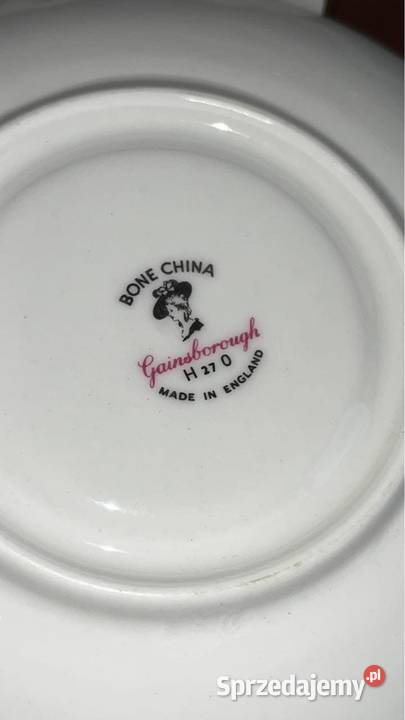 BONE CHINA
Gainsborough
H 27 0
MADE IN ENGLAND
Sprzedajemy.pl